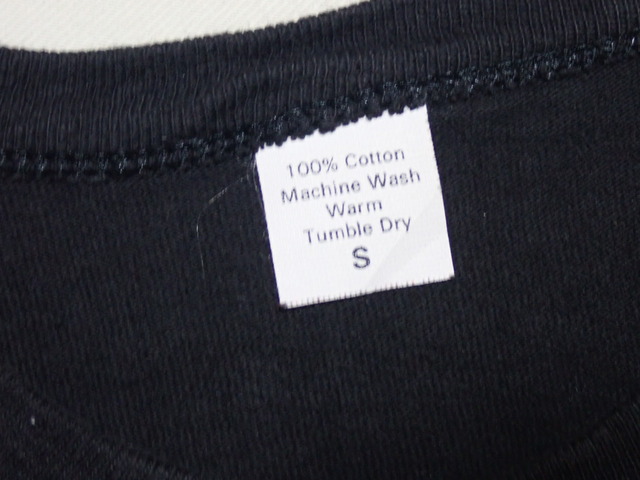 100% Cotton
Machine Wash
Warm
Tumble Dry
S